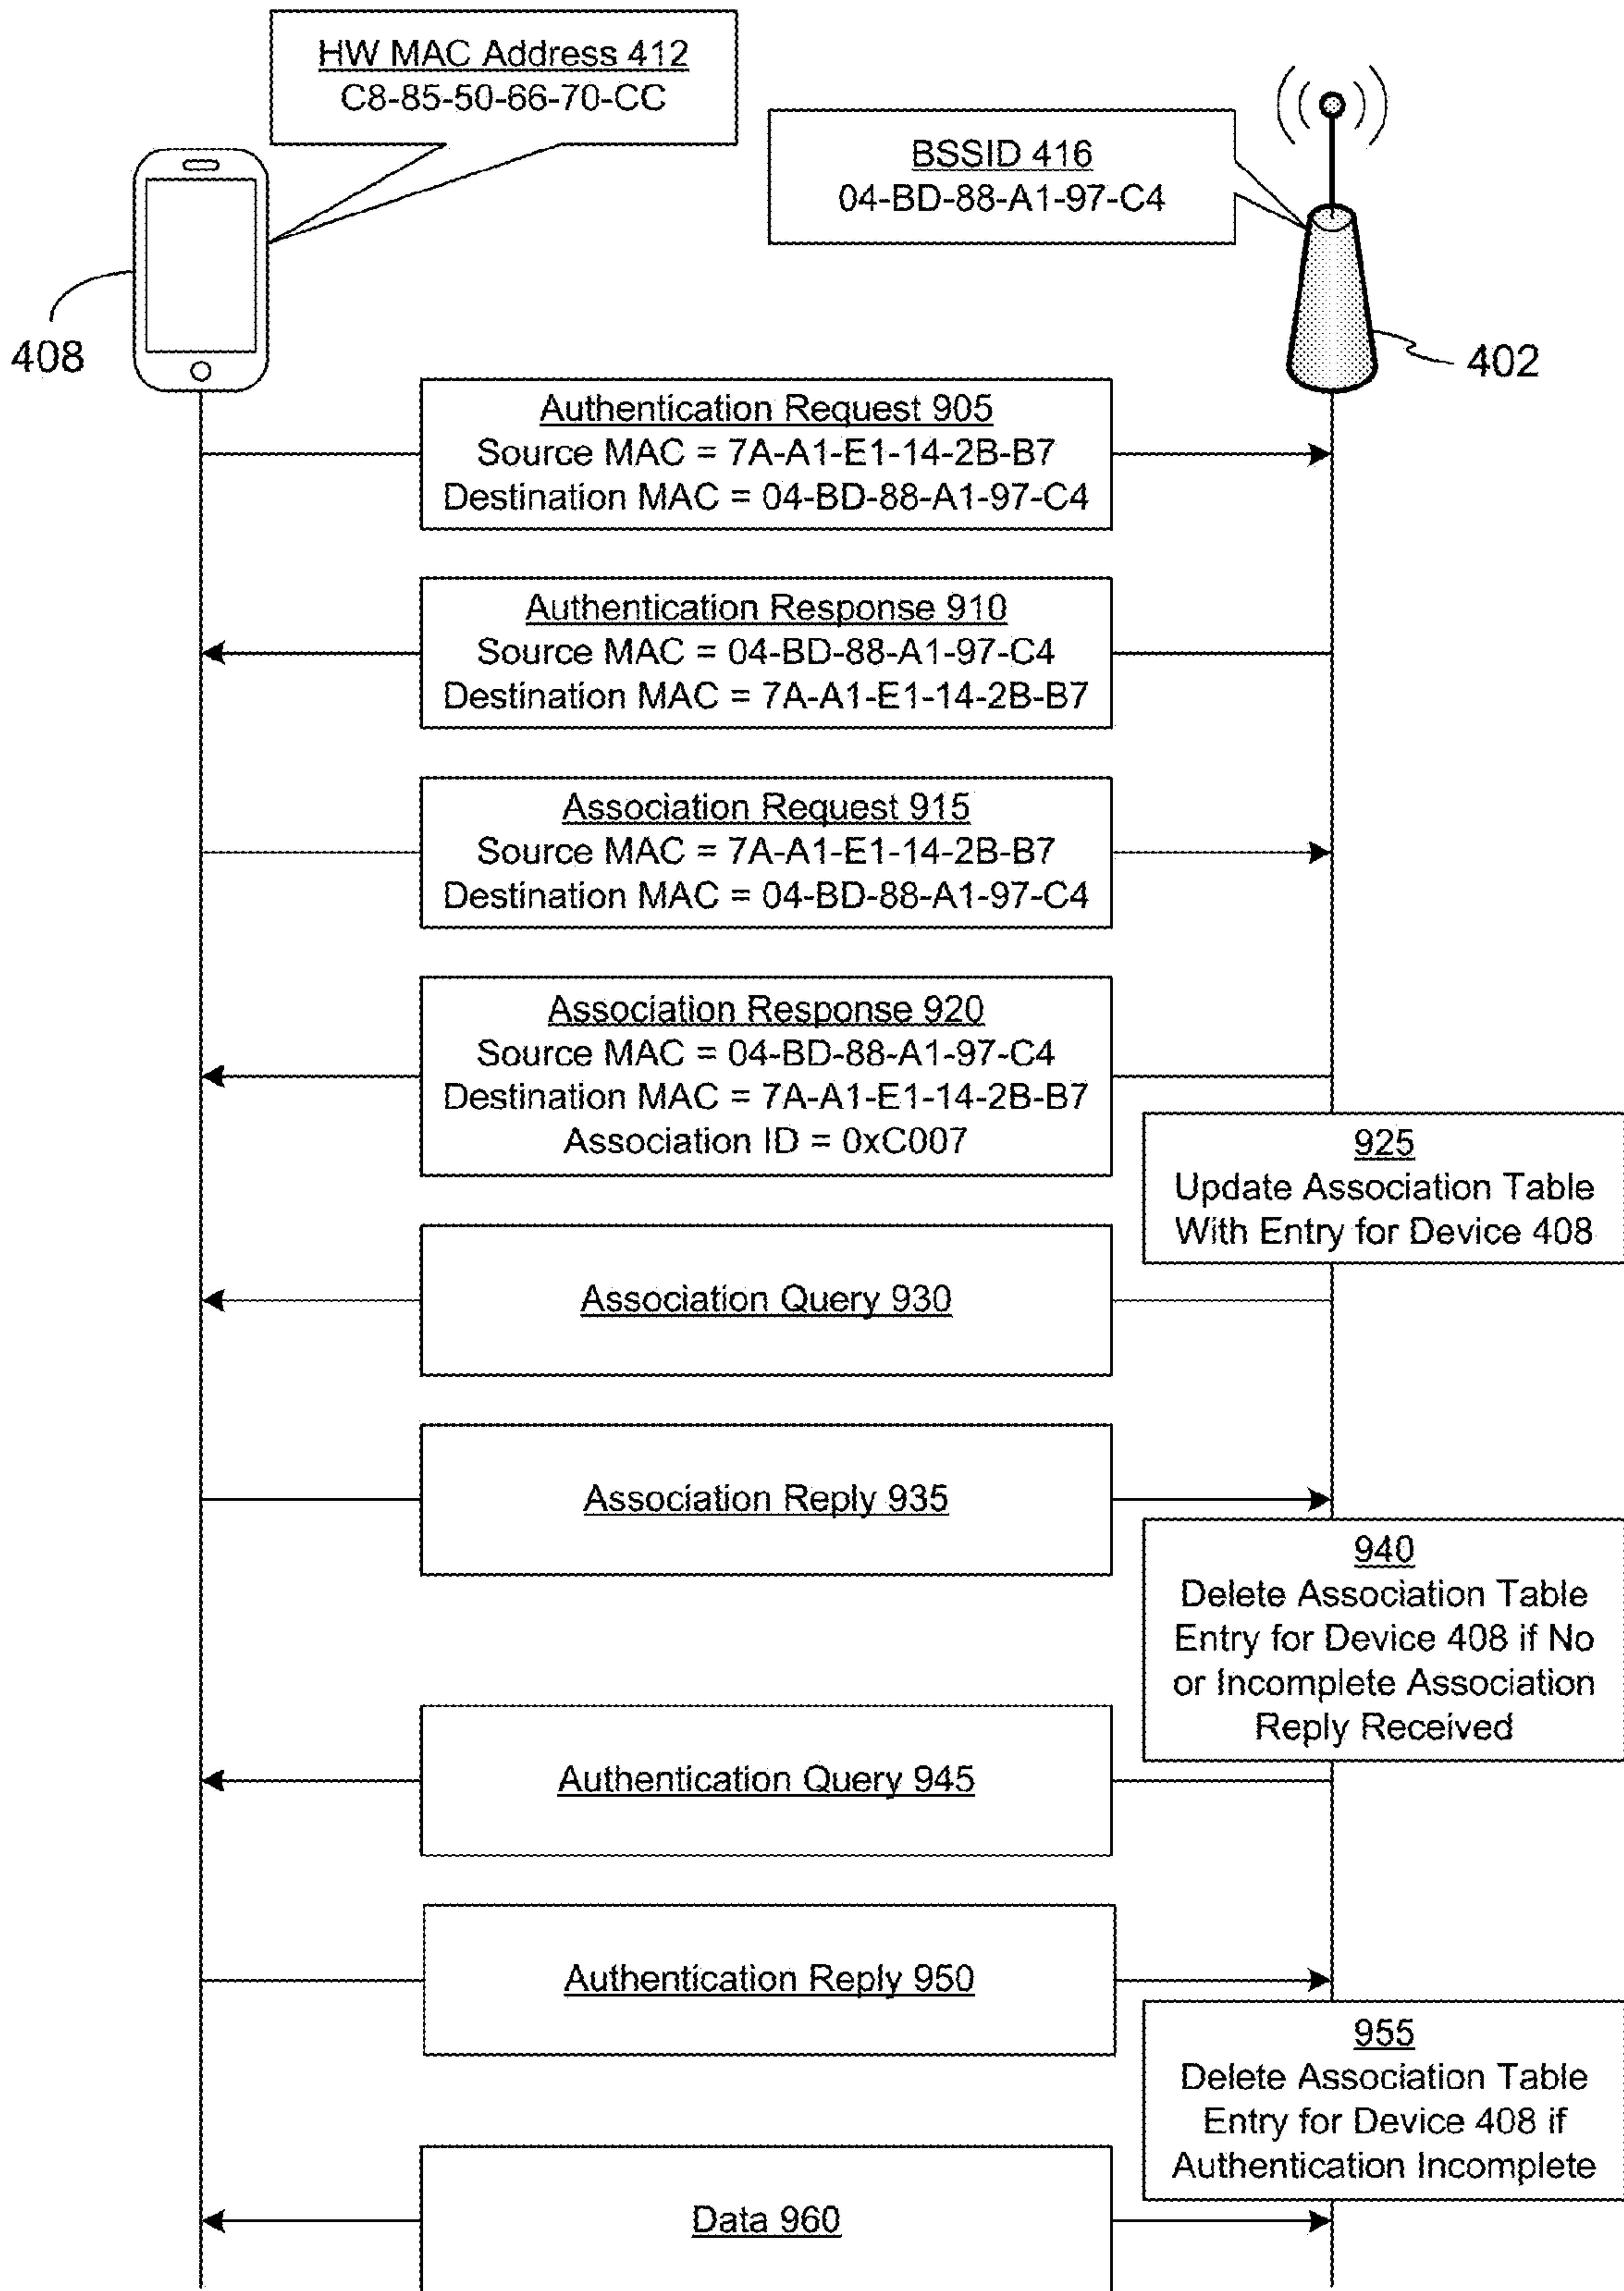 HW MAC Address 412
C8-85-50-66-70-CC
BSSID 416
04-BD-88-A1-97-C4
408
402
Authentication Request 905
Source MAC = 7A-A1-E1-14-2B-B7
Destination MAC = 04-BD-88-A1-97-C4
Authentication Response 910
Source MAC = 04-BD-88-A1-97-C4
Destination MAC = 7A-A1-E1-14-2B-B7
Association Request 915
Source MAC = 7A-A1-E1-14-2B-B7
Destination MAC = 04-BD-88-A1-97-C4
Association Response 920
Source MAC = 04-BD-88-A1-97-C4
Destination MAC = 7A-A1-E1-14-2B-B7
Association ID = 0xC007
925
Update Association Table
With Entry for Device 408
Association Query 930
Association Reply 935
940
Delete Association Table
Entry for Device 408 if No
or Incomplete Association
Reply Received
Authentication Query 945
Authentication Reply 950
955
Delete Association Table
Entry for Device 408 if
Authentication Incomplete
Data 960